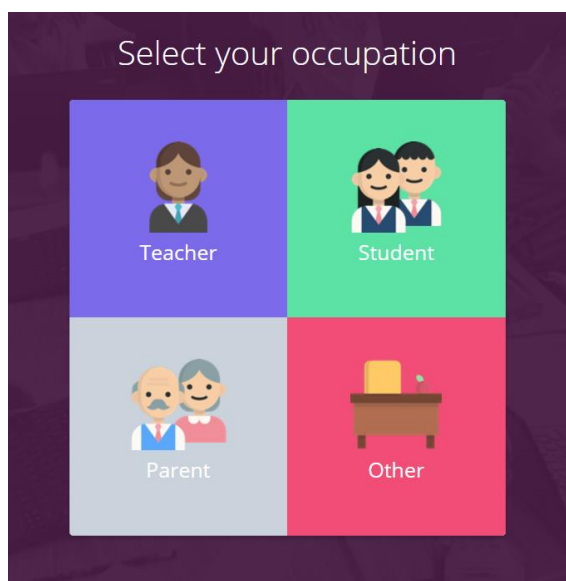 Select your occupation
Teacher
Student
Parent
Other